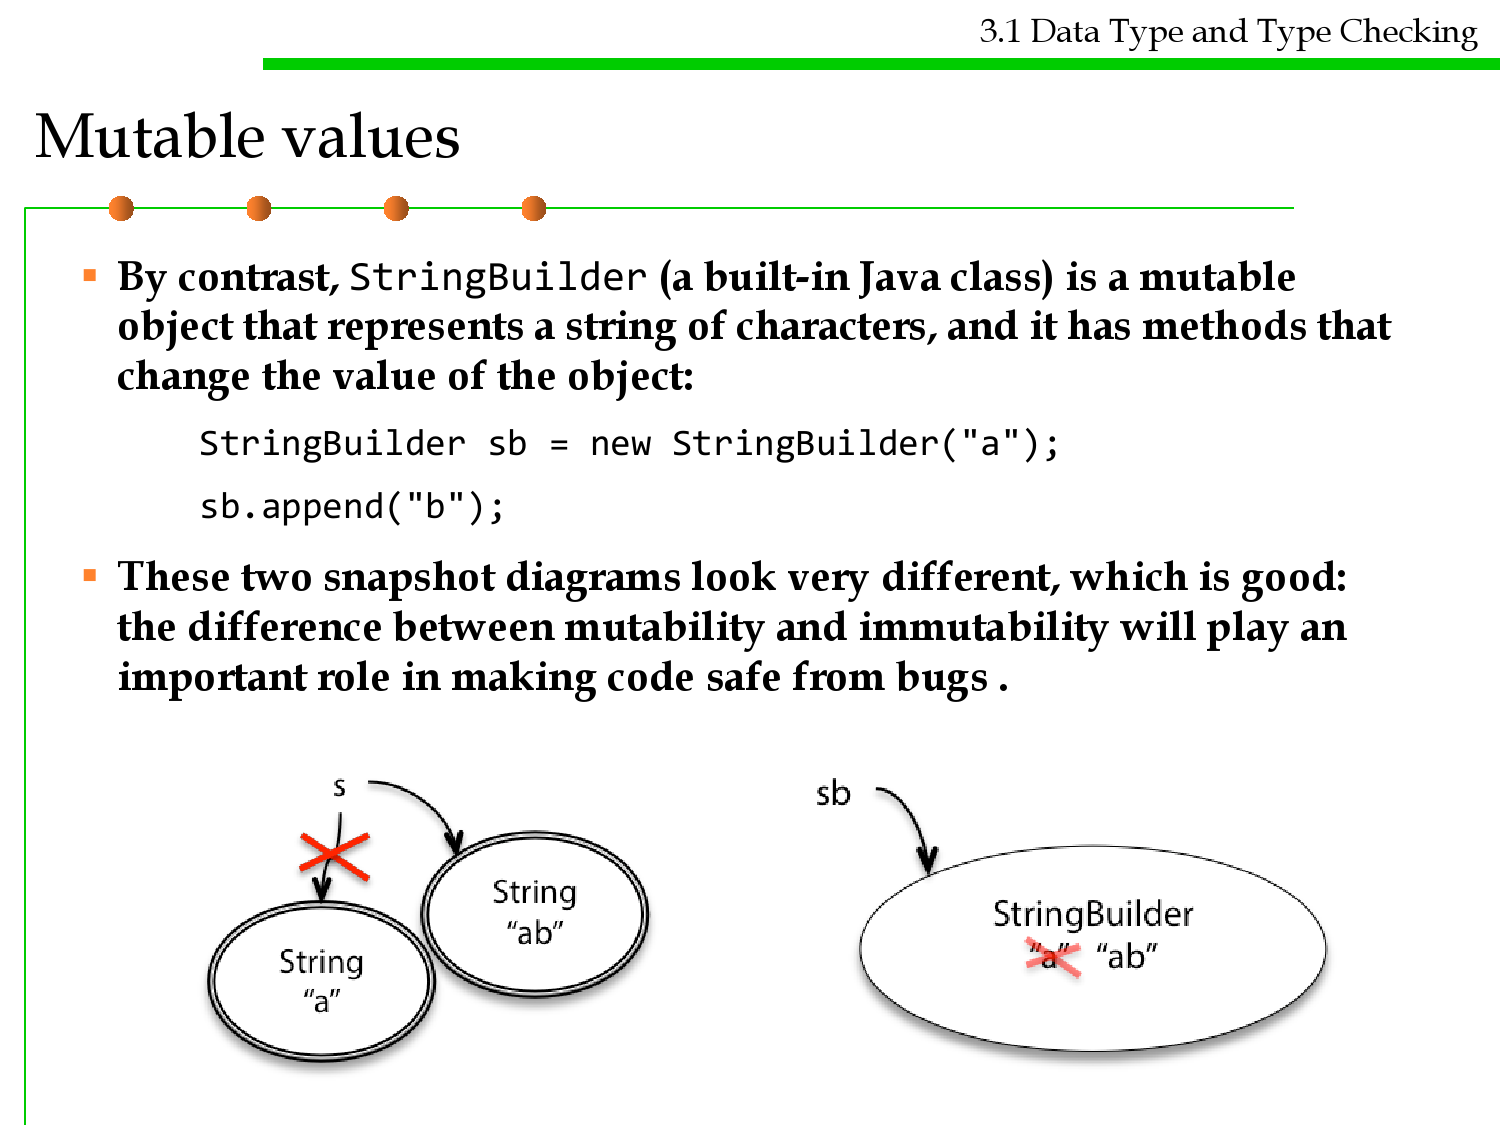 3.1 Data Type and Type Checking
Mutable values
By contrast, StringBuilder (a built-in Java class) is a mutable
object that represents a string of characters, and it has methods that
change the value of the object:
StringBuilder sb = new StringBuilder("a");
sb.append("b");
These two snapshot diagrams look very different, which is good:
the difference between mutability and immutability will play an
important role in making code safe from bugs .
s
String
“ab”
String
“a”
sb
StringBuilder
“a” “ab”